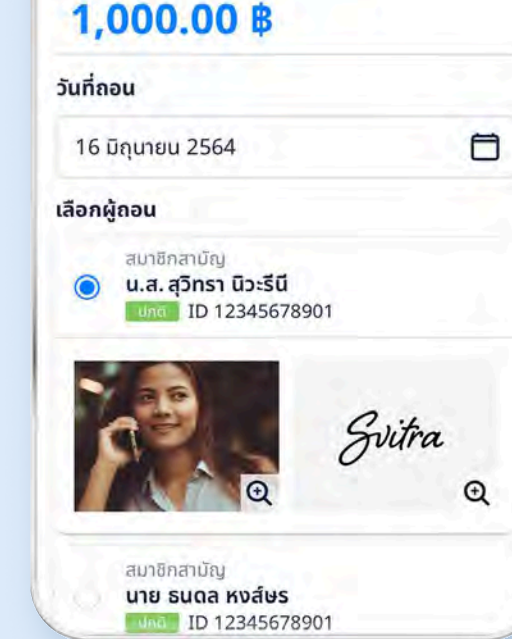 1,000.00 ฿
วันที่ถอน
16 มิถุนายน 2564
เลือกผู้ถอน
สมาชิกสามัญ
น.ส. สุวิทรา นิวะรีนี
ปกติ ID 12345678901
Svitra
สมาชิกสามัญ
นาย ธนดล หงส์ษร
ปกติ ID 12345678901